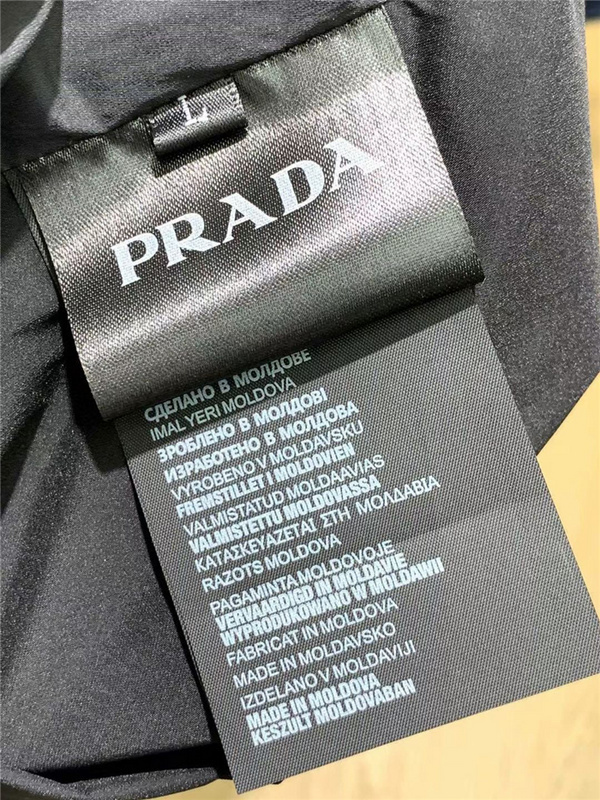 L
PRADA
СДЕЛАНО В МОЛДОВЕ
IMALYERI MOLDOVA
ЗРОБЛЕНО В МОЛДОВІ
ИЗРАБОТЕНО В МОЛДОВА
VYROBENO V MOLDAVSKU
FREMSTILLET I MOLDOVIEN
VALMISTATUD MOLDAAVIAS
VALMISTETTU MOLDOVASSA
ΚΑΤΑΣΚΕΥΑΖΕΤΑΙ ΣΤΗ ΜΟΛΔΑΒΙΑ
RAZOTS MOLDOVA
PAGAMINTA MOLDOVOJE
VERVAARDIGD IN MOLDAVIE
WYPRODUKOWANO W MOLDAWII
FABRICAT IN MOLDOVA
MADE IN MOLDAVSKO
IZDELANO V MOLDAVIJI
MADE IN MOLDOVA
KESZULT MOLDOVABAN